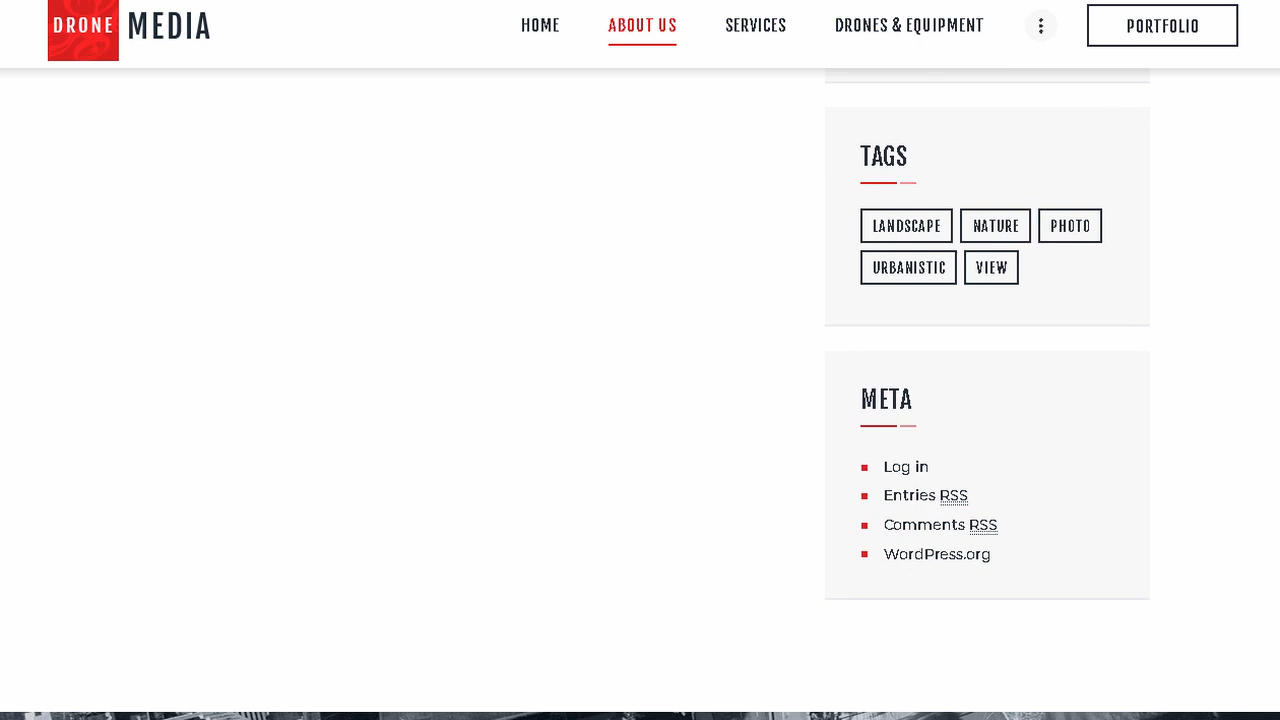 DRONE MEDIA
HOME ABOUT US SERVICES DRONES & EQUIPMENT PORTFOLIO
TAGS
LANDSCAPE NATURE PHOTO
URBANISTIC VIEW
META
Log in
Entries RSS
Comments RSS
WordPress.org